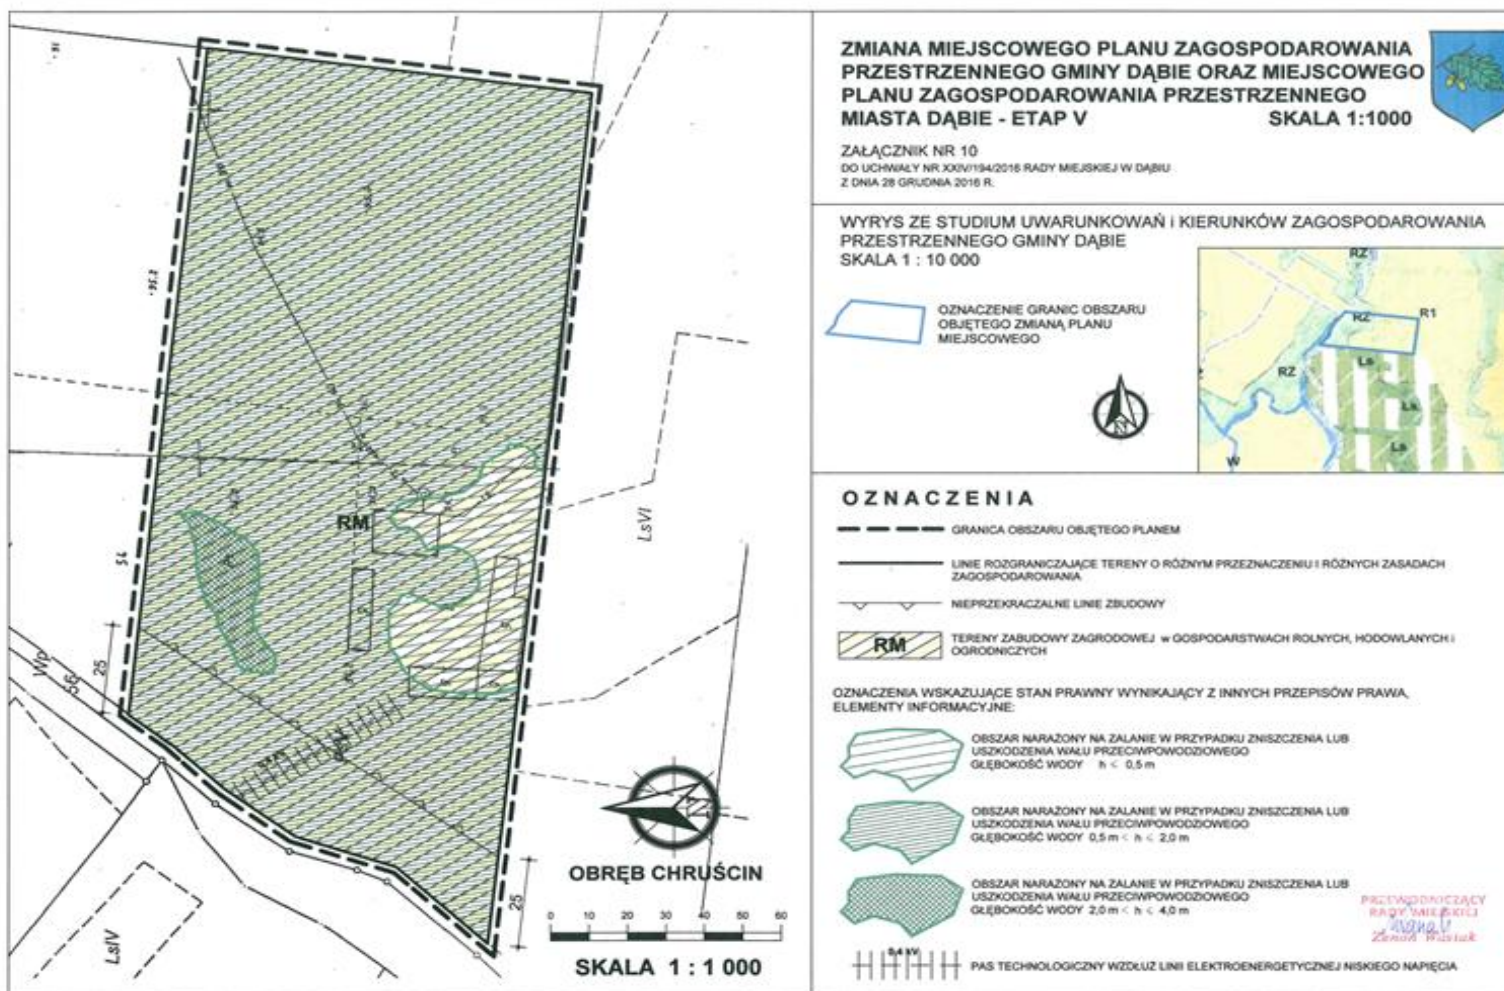 ZMIANA MIEJSCOWEGO PLANU ZAGOSPODAROWANIA
PRZESTRZENNEGO GMINY DĄBIE ORAZ MIEJSCOWEGO
PLANU ZAGOSPODAROWANIA PRZESTRZENNEGO
MIASTA DĄBIE - ETAP V SKALA 1:1000
ZAŁĄCZNIK NR 10
DO UCHWAŁY NR XXIV/194/2016 RADY MIEJSKIEJ W DĄBIU
Z DNIA 28 GRUDNIA 2016 R.
WYRYS ZE STUDIUM UWARUNKOWAŃ i KIERUNKÓW ZAGOSPODAROWANIA
PRZESTRZENNEGO GMINY DĄBIE
SKALA 1 : 10 000
OZNACZENIE GRANIC OBSZARU
OBJĘTEGO ZMIANĄ PLANU
MIEJSCOWEGO
RZ
RZ
R1
Ls
RZ
Ls
Ls
W
OZNACZENIA
GRANICA OBSZARU OBJĘTEGO PLANEM
LINIE ROZGRANICZAJĄCE TERENY O RÓŻNYM PRZEZNACZENIU I RÓŻNYCH ZASADACH
ZAGOSPODAROWANIA
NIEPRZEKRACZALNE LINIE ZBUDOWY
RM
TERENY ZABUDOWY ZAGRODOWEJ w GOSPODARSTWACH ROLNYCH, HODOWLANYCH i
OGRODNICZYCH
OZNACZENIA WSKAZUJĄCE STAN PRAWNY WYNIKAJĄCY Z INNYCH PRZEPISÓW PRAWA,
ELEMENTY INFORMACYJNE:
OBSZAR NARAŻONY NA ZALANIE W PRZYPADKU ZNISZCZENIA LUB
USZKODZENIA WAŁU PRZECIWPOWODZIOWEGO
GŁĘBOKOŚĆ WODY h < 0,5 m
OBSZAR NARAŻONY NA ZALANIE W PRZYPADKU ZNISZCZENIA LUB
USZKODZENIA WAŁU PRZECIWPOWODZIOWEGO
GŁĘBOKOŚĆ WODY 0,5 m < h < 2,0 m
OBSZAR NARAŻONY NA ZALANIE W PRZYPADKU ZNISZCZENIA LUB
USZKODZENIA WAŁU PRZECIWPOWODZIOWEGO
GŁĘBOKOŚĆ WODY 2,0 m < h < 4,0 m
0,4 kV
PAS TECHNOLOGICZNY WZDŁUŻ LINII ELEKTROENERGETYCZNEJ NISKIEGO NAPIĘCIA
PRZEWODNICZĄCY
RADY MIEJSKIEJ
RM
LsVI
95.2
Wp
56
25
25
LsIV
OBRĘB CHRUŚCIN
0 10 20 30 40 50 60
SKALA 1 : 1 000